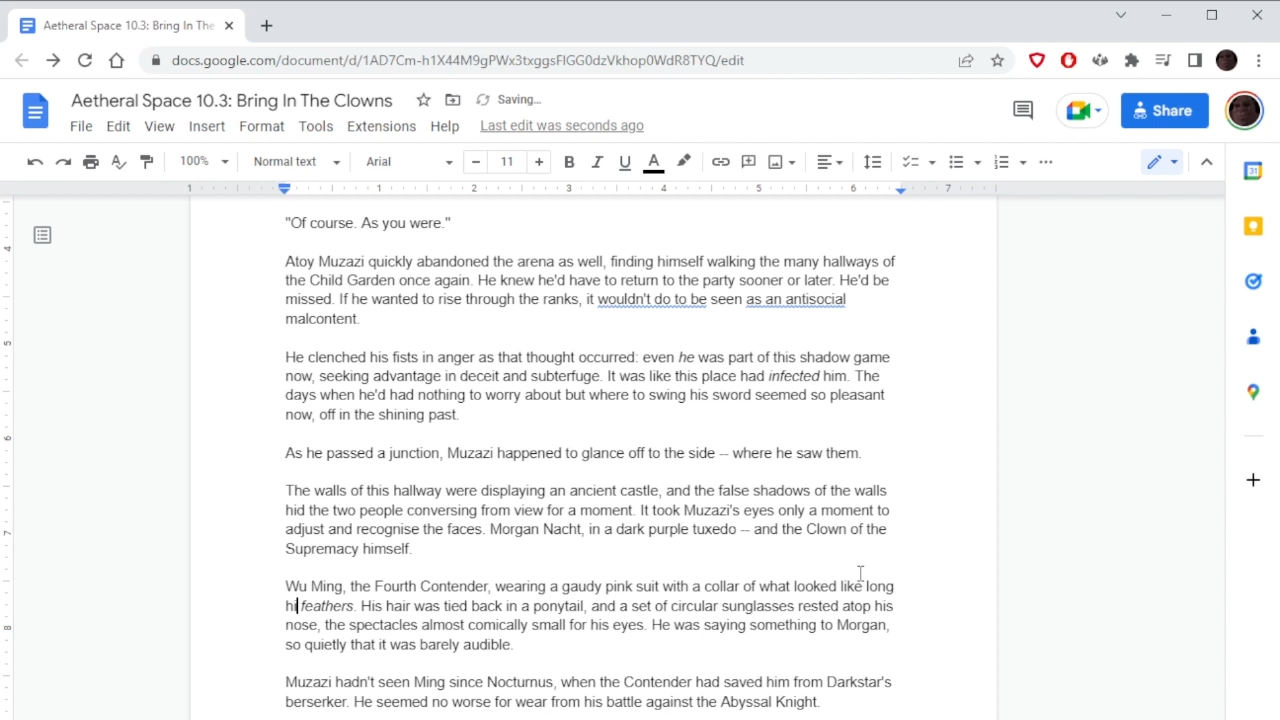 Aetheral Space 10.3: Bring In The
docs.google.com/document/d/1AD7Cm-h1X44M9gPWx3txggsFlGG0dzVkhop0WdR8TYQ/edit
Aetheral Space 10.3: Bring In The Clowns Saving...
File Edit View Insert Format Tools Extensions Help Last edit was seconds ago
Share
100% Normal text Arial 11
1 1 2 3 4 5 6 7
"Of course. As you were."
Atoy Muzazi quickly abandoned the arena as well, finding himself walking the many hallways of
the Child Garden once again. He knew he'd have to return to the party sooner or later. He'd be
missed. If he wanted to rise through the ranks, it wouldn't do to be seen as an antisocial
malcontent.
He clenched his fists in anger as that thought occurred: even he was part of this shadow game
now, seeking advantage in deceit and subterfuge. It was like this place had infected him. The
days when he'd had nothing to worry about but where to swing his sword seemed so pleasant
now, off in the shining past.
As he passed a junction, Muzazi happened to glance off to the side -- where he saw them.
The walls of this hallway were displaying an ancient castle, and the false shadows of the walls
hid the two people conversing from view for a moment. It took Muzazi's eyes only a moment to
adjust and recognise the faces. Morgan Nacht, in a dark purple tuxedo -- and the Clown of the
Supremacy himself.
Wu Ming, the Fourth Contender, wearing a gaudy pink suit with a collar of what looked like long
hi feathers. His hair was tied back in a ponytail, and a set of circular sunglasses rested atop his
nose, the spectacles almost comically small for his eyes. He was saying something to Morgan,
so quietly that it was barely audible.
Muzazi hadn't seen Ming since Nocturnus, when the Contender had saved him from Darkstar's
berserker. He seemed no worse for wear from his battle against the Abyssal Knight.
4
5
6
7
8
31